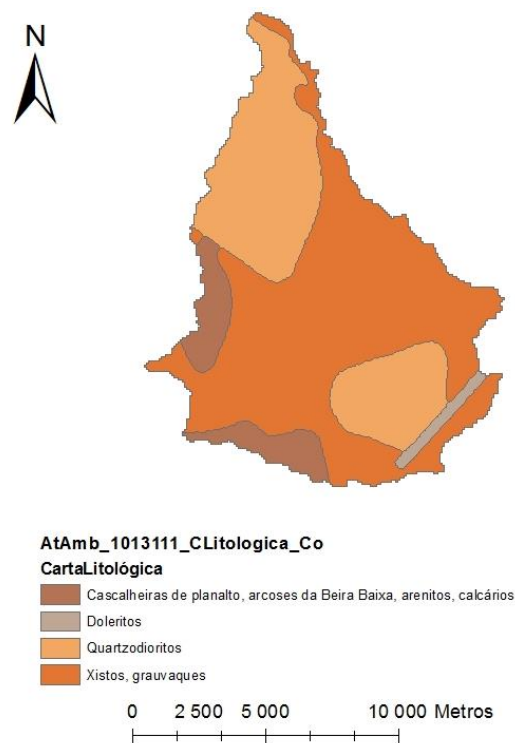 N
AtAmb_1013111_CLitologica_Co
CartaLitológica
Cascalheiras de planalto, arcoses da Beira Baixa, arenitos, calcários
Doleritos
Quartzodioritos
Xistos, grauvaques
0 2 500 5 000 10 000 Metros